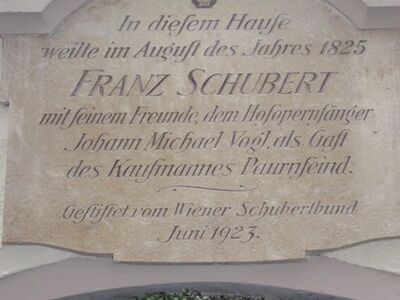 In dieſem Hauſe
weilte im Auguſt des Jahres 1825
FRANZ SCHUBERT
mit ſeinem Freunde, dem Hofopernſänger
Johann Michael Vogl, als Gaſt
des Kaufmannes Paurnfeind.
Geſtiftet vom Wiener Schubertbund
Juni 1923.